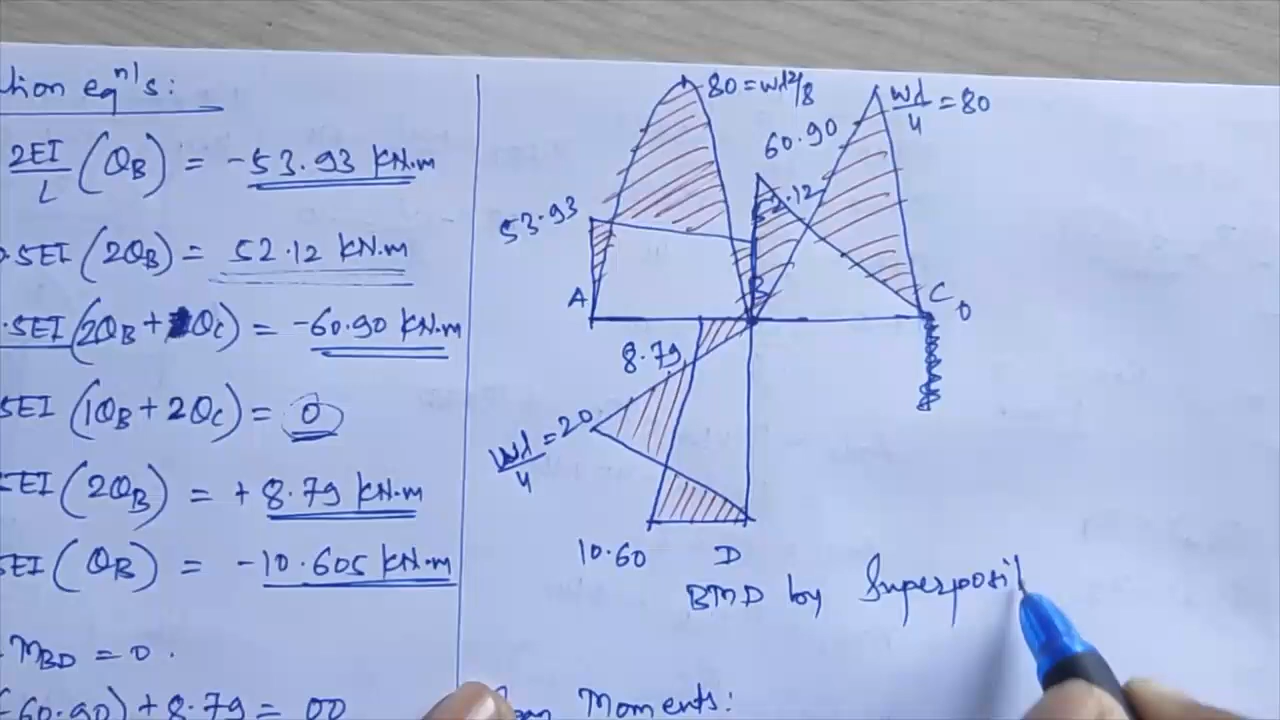 tion eqⁿ's:
2EI/L (θB) = -53.93 KN.m
.5EI (2θB) = 52.12 KN.m
.5EI (2θB + 1θC) = -60.90 KN.m
5EI (1θB + 2θC) = 0
EI (2θB) = + 8.79 KN.m
EI (θB) = -10.605 KN.m
MBD = 0.
60.90) + 8.79 = 00
80 = wl²/8
wl/4 = 80
60.90
53.93
52.12
A
B
C
0
8.79
wl/4 = 20
10.60
D
BMD by Superposit
Moments: